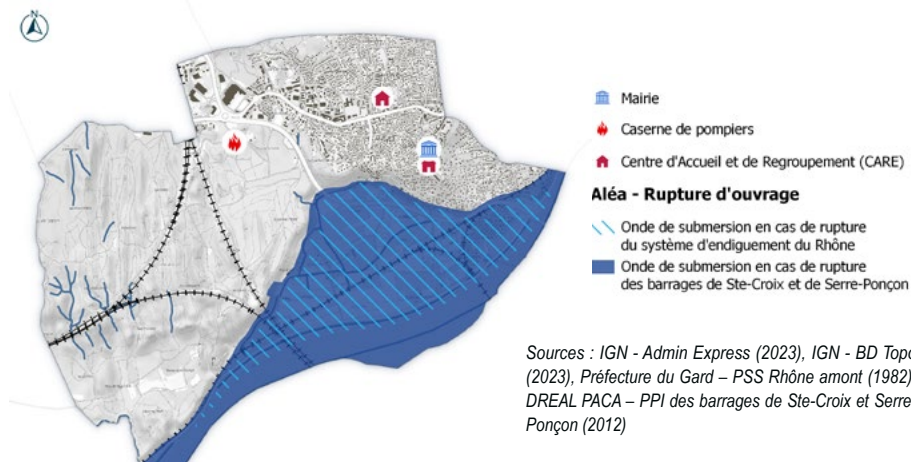 N
Mairie
Caserne de pompiers
Centre d'Accueil et de Regroupement (CARE)
Aléa - Rupture d'ouvrage
Onde de submersion en cas de rupture
du système d'endiguement du Rhône
Onde de submersion en cas de rupture
des barrages de Ste-Croix et de Serre-Ponçon
Sources : IGN - Admin Express (2023), IGN - BD Topo
(2023), Préfecture du Gard – PSS Rhône amont (1982)
DREAL PACA – PPI des barrages de Ste-Croix et Serre-
Ponçon (2012)